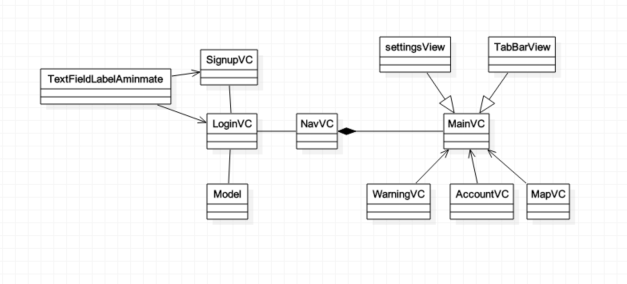 settingsView
TabBarView
SignupVC
TextFieldLabelAminmate
LoginVC
NavVC
MainVC
Model
WarningVC
AccountVC
MapVC